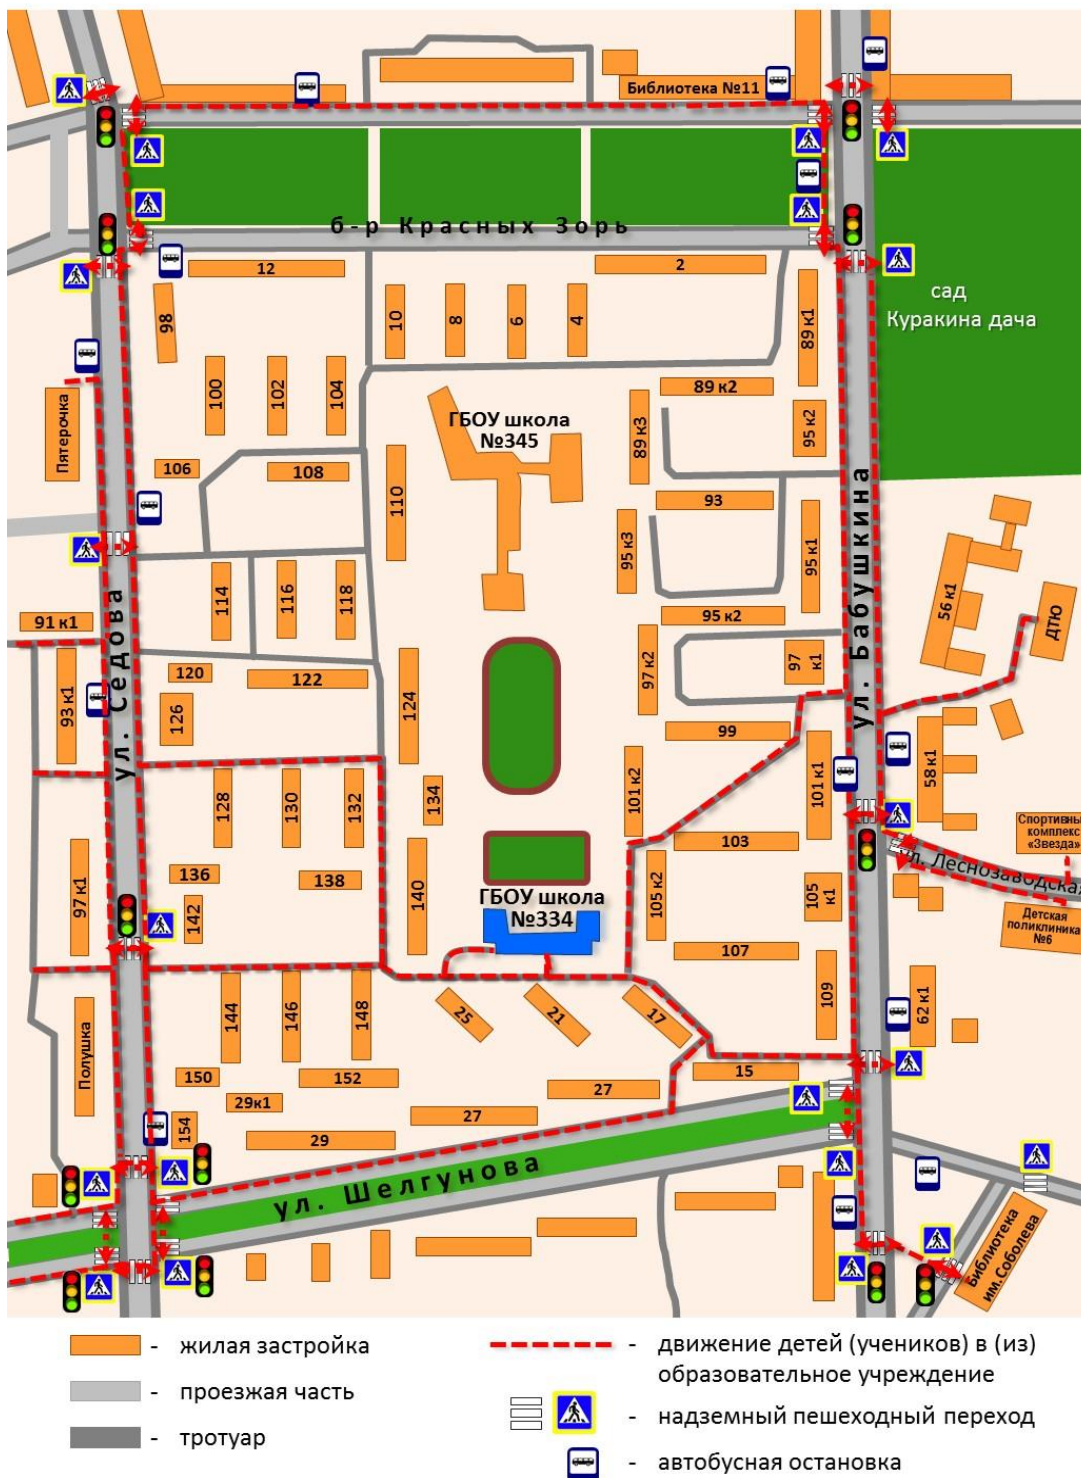 Библиотека №11
б-р Красных Зорь
12
2
98
10
8
6
4
89 к1
сад
Куракина дача
100
102
104
89 к2
Пятерочка
ГБОУ школа
№345
89 к3
95 к2
106
108
110
93
ул. Бабушкина
95 к3
95 к1
114
116
118
56 к1
ДТЮ
91 к1
95 к2
ул. Седова
93 к1
120
122
124
97 к2
97
к1
126
99
128
130
132
134
101 к2
101 к1
58 к1
Спортивный
комплекс
«Звезда»
103
ул. Леснозаводская
97 к1
136
138
140
105 к2
105
к1
142
ГБОУ школа
№334
Детская
поликлиника
№6
107
109
144
146
148
25
21
17
62 к1
Полушка
150
152
15
29к1
27
27
154
29
ул. Шелгунова
Библиотека
им.Соболева
- жилая застройка
- проезжая часть
- тротуар
- движение детей (учеников) в (из)
образовательное учреждение
- надземный пешеходный переход
- автобусная остановка